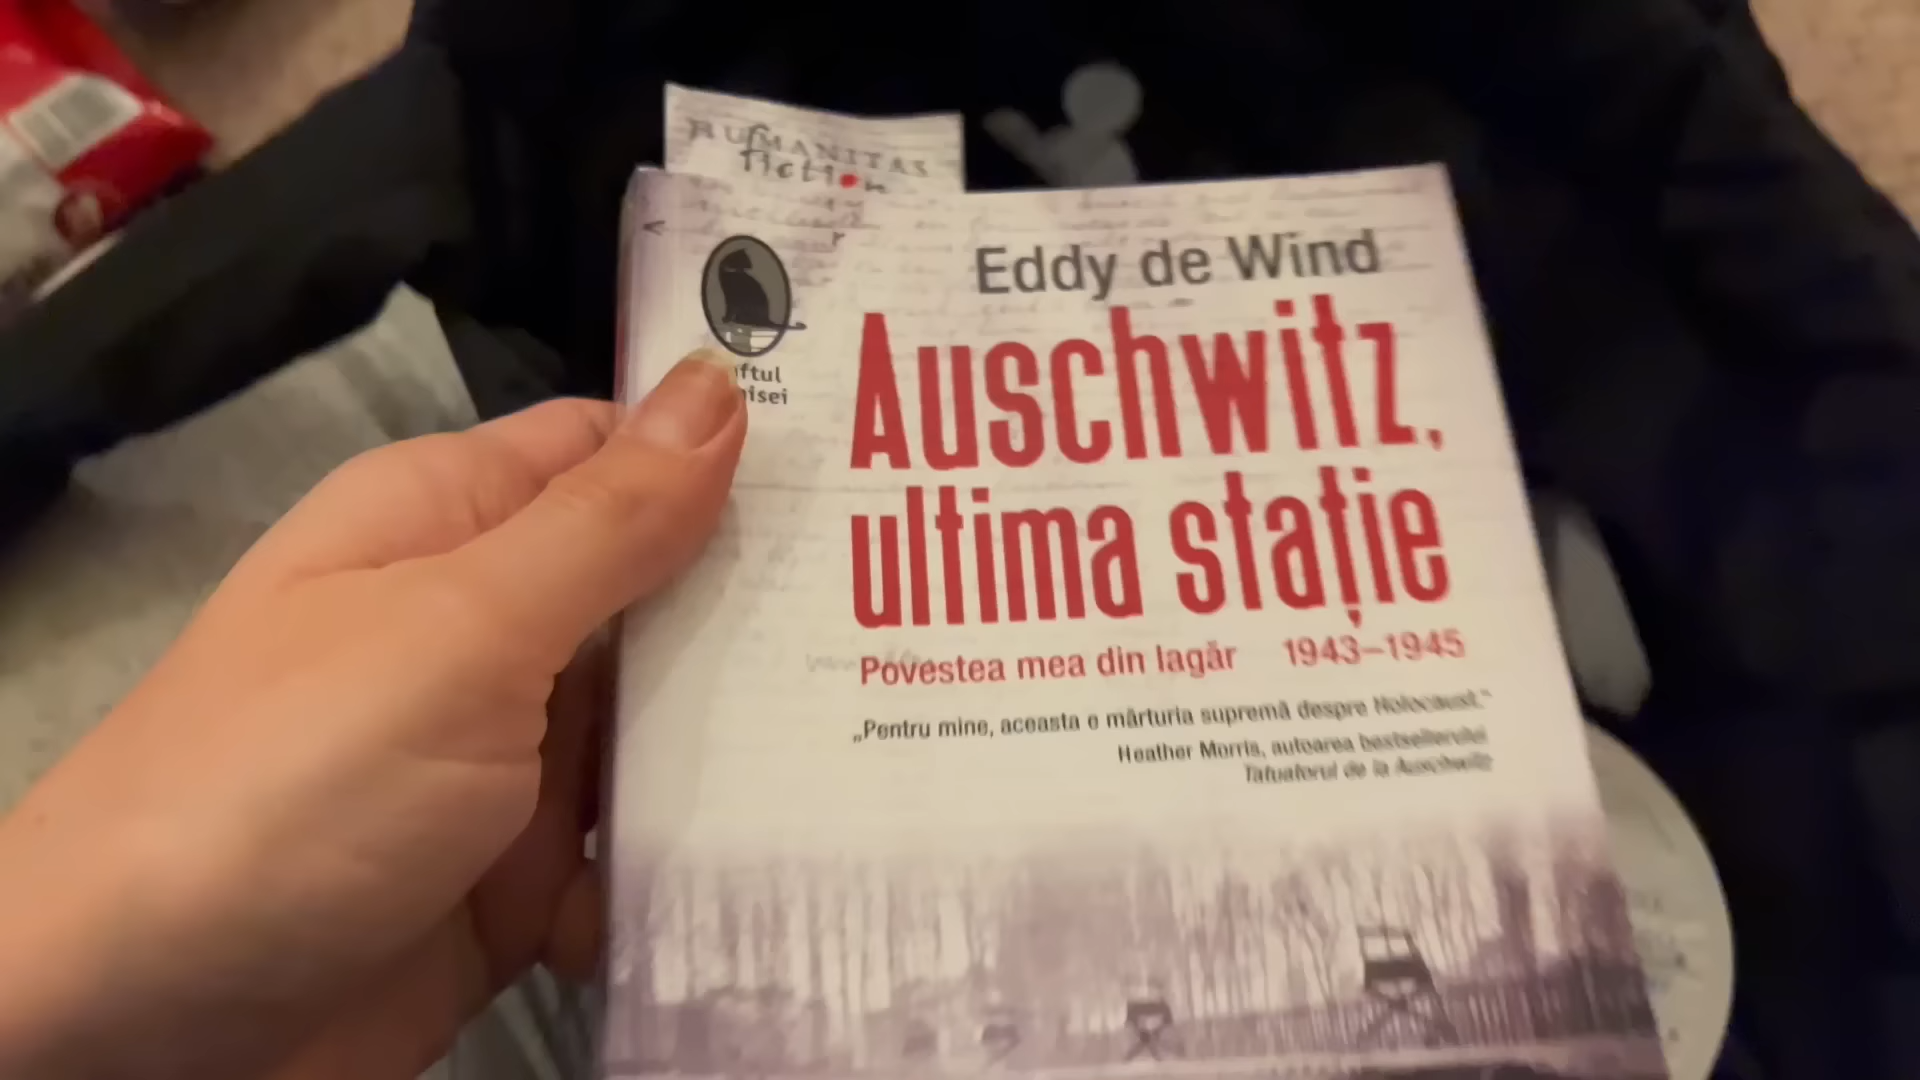 HUMANITAS
fiction
Eddy de Wind
Auschwitz,
ultima stație
Povestea mea din lagăr 1943–1945
„Pentru mine, aceasta e mărturia supremă despre Holocaust.”
Heather Morris, autoarea bestsellerului
Tatuatorul de la Auschwitz